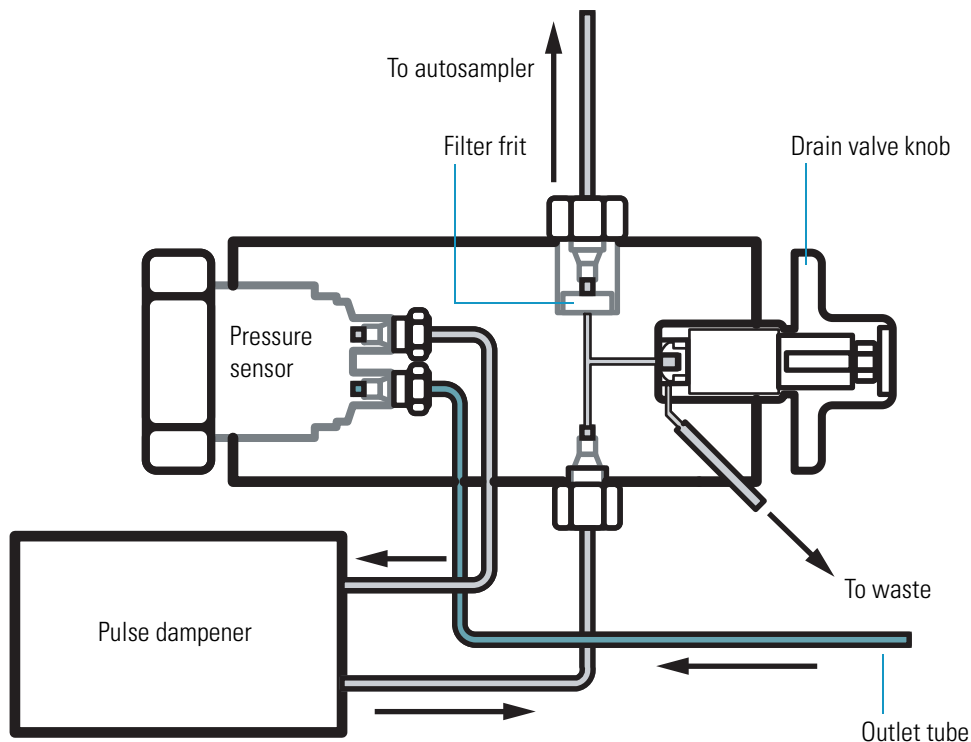 To autosampler
Filter frit
Drain valve knob
Pressure
sensor
To waste
Pulse dampener
Outlet tube